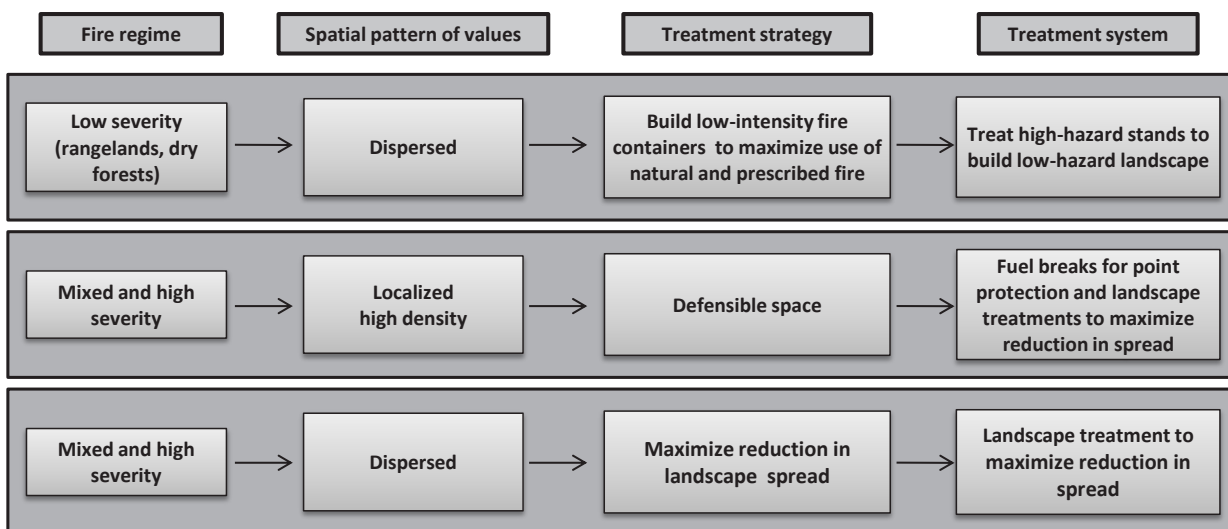 Fire regime
Spatial pattern of values
Treatment strategy
Treatment system
Low severity
(rangelands, dry
forests)
Dispersed
Build low-intensity fire
containers to maximize use of
natural and prescribed fire
Treat high-hazard stands to
build low-hazard landscape
Mixed and high
severity
Localized
high density
Defensible space
Fuel breaks for point
protection and landscape
treatments to maximize
reduction in spread
Mixed and high
severity
Dispersed
Maximize reduction in
landscape spread
Landscape treatment to
maximize reduction in
spread